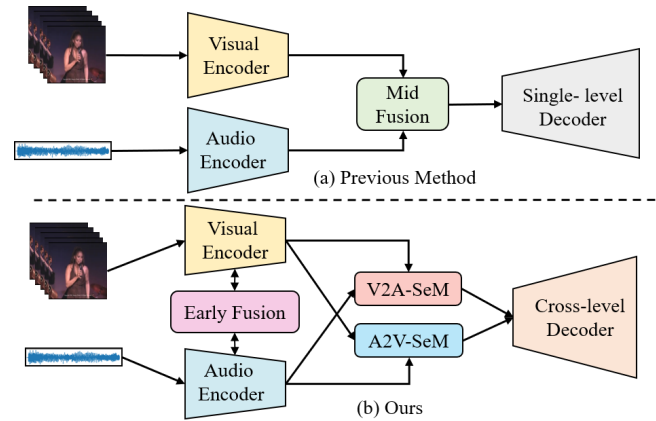 Visual
Encoder
Mid
Fusion
Single- level
Decoder
Audio
Encoder
(a) Previous Method
Visual
Encoder
Early Fusion
V2A-SeM
A2V-SeM
Cross-level
Decoder
Audio
Encoder
(b) Ours